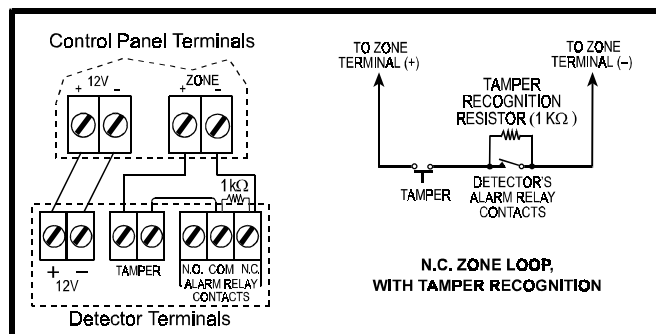 Control Panel Terminals
+ 12V -
ZONE
+ -
1kΩ
+ -
12V
TAMPER
N.O. COM N.C.
ALARM RELAY
CONTACTS
Detector Terminals
TO ZONE
TERMINAL (+)
TO ZONE
TERMINAL (–)
TAMPER
RECOGNITION
RESISTOR (1 KΩ )
TAMPER
DETECTOR'S
ALARM RELAY
CONTACTS
N.C. ZONE LOOP,
WITH TAMPER RECOGNITION